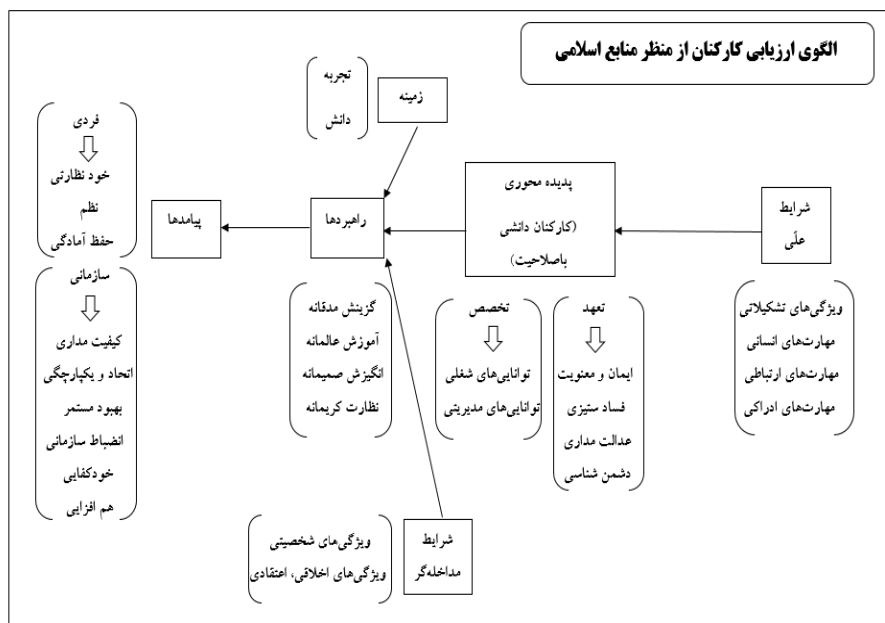 الگوی ارزیابی کارکنان از منظر منابع اسلامی
زمینه
تجربه
دانش
شرایط
علّی
ویژگی‌های تشکیلاتی
مهارت‌های انسانی
مهارت‌های ارتباطی
مهارت‌های ادراکی
پدیده محوری
(کارکنان دانشی
باصلاحیت)
تعهد
ایمان و معنویت
فساد ستیزی
عدالت مداری
دشمن شناسی
تخصص
توانایی‌های شغلی
توانایی‌های مدیریتی
راهبردها
گزینش مدقانه
آموزش عالمانه
انگیزش صمیمانه
نظارت کریمانه
شرایط
مداخله‌گر
ویژگی‌های شخصیتی
ویژگی‌های اخلاقی، اعتقادی
پیامدها
فردی
خود نظارتی
نظم
حفظ آمادگی
سازمانی
کیفیت مداری
اتحاد و یکپارچگی
بهبود مستمر
انضباط سازمانی
خودکفایی
هم افزایی